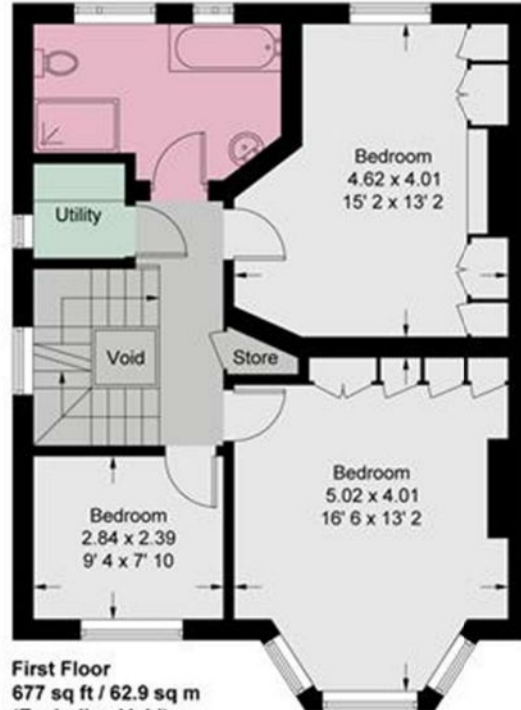 Bedroom
4.62 x 4.01
15' 2 x 13' 2
Utility
Void
Store
Bedroom
5.02 x 4.01
16' 6 x 13' 2
Bedroom
2.84 x 2.39
9' 4 x 7' 10
First Floor
677 sq ft / 62.9 sq m